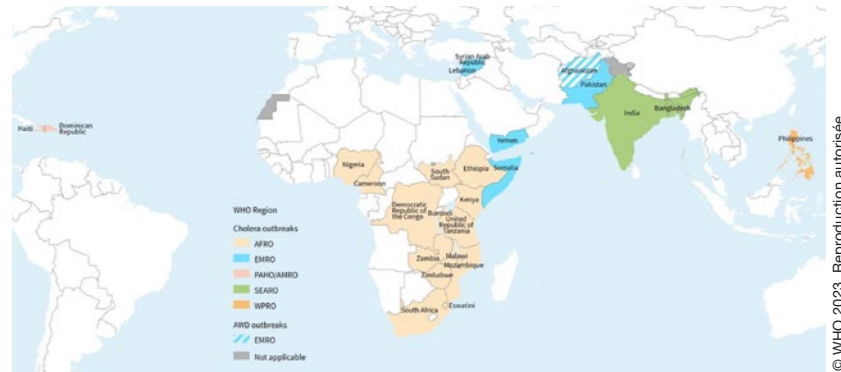 Syrian Arab
Republic
Lebanon
Afghanistan
Pakistan
India
Bangladesh
Haiti
Dominican
Republic
Yemen
Philippines
Nigeria
South
Sudan
Ethiopia
Somalia
Cameroon
Kenya
Democratic
Republic of
the Congo
Burundi
United
Republic of
Tanzania
Zambia
Malawi
Mozambique
Zimbabwe
South Africa
Eswatini
WHO Region
Cholera outbreaks
AFRO
EMRO
PAHO/AMRO
SEARO
WPRO
AWD outbreaks
EMRO
Not applicable
© WHO 2023. Reproduction autorisée